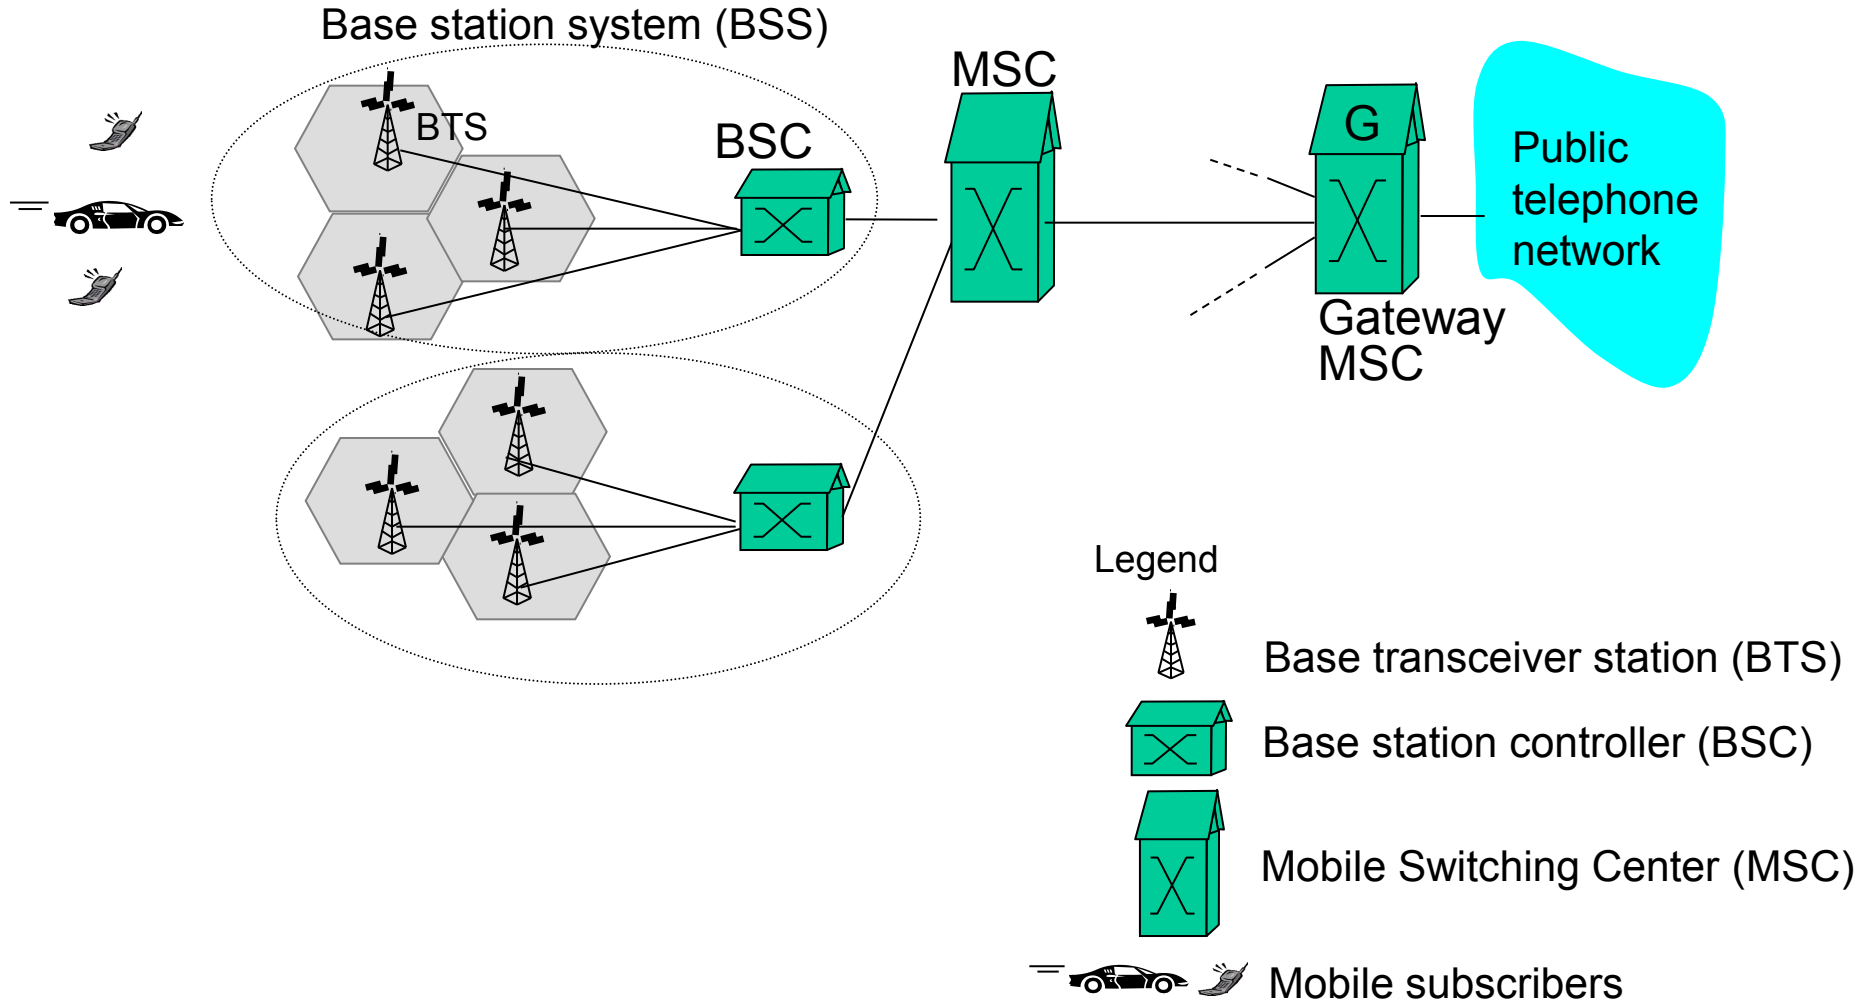 Base station system (BSS)
BTS
BSC
MSC
G
Gateway
MSC
Public
telephone
network
Legend
Base transceiver station (BTS)
Base station controller (BSC)
Mobile Switching Center (MSC)
Mobile subscribers